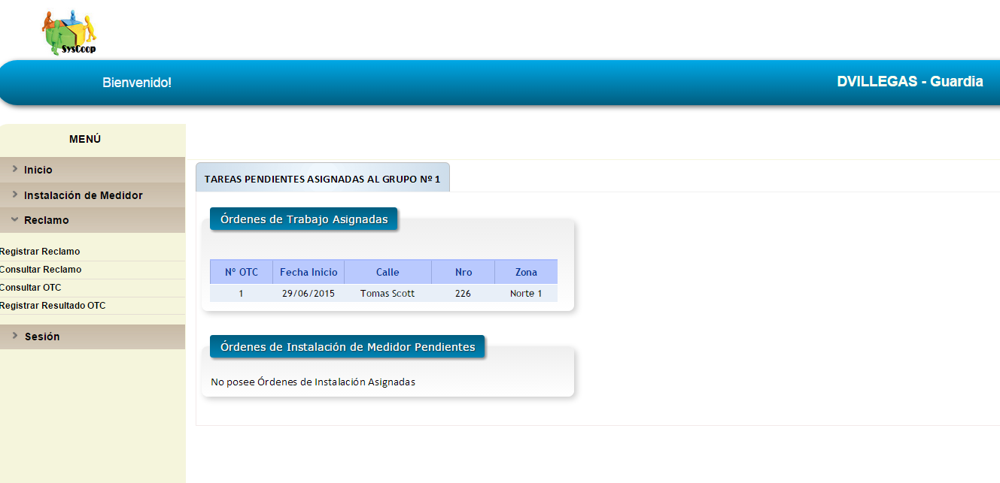 SysCoop
Bienvenido!
DVILLEGAS - Guardia
MENÚ
Inicio
Instalación de Medidor
Reclamo
Registrar Reclamo
Consultar Reclamo
Consultar OTC
Registrar Resultado OTC
Sesión
TAREAS PENDIENTES ASIGNADAS AL GRUPO Nº 1
Órdenes de Trabajo Asignadas
Nº OTC Fecha Inicio Calle Nro Zona
1 29/06/2015 Tomas Scott 226 Norte 1
Órdenes de Instalación de Medidor Pendientes
No posee Órdenes de Instalación Asignadas